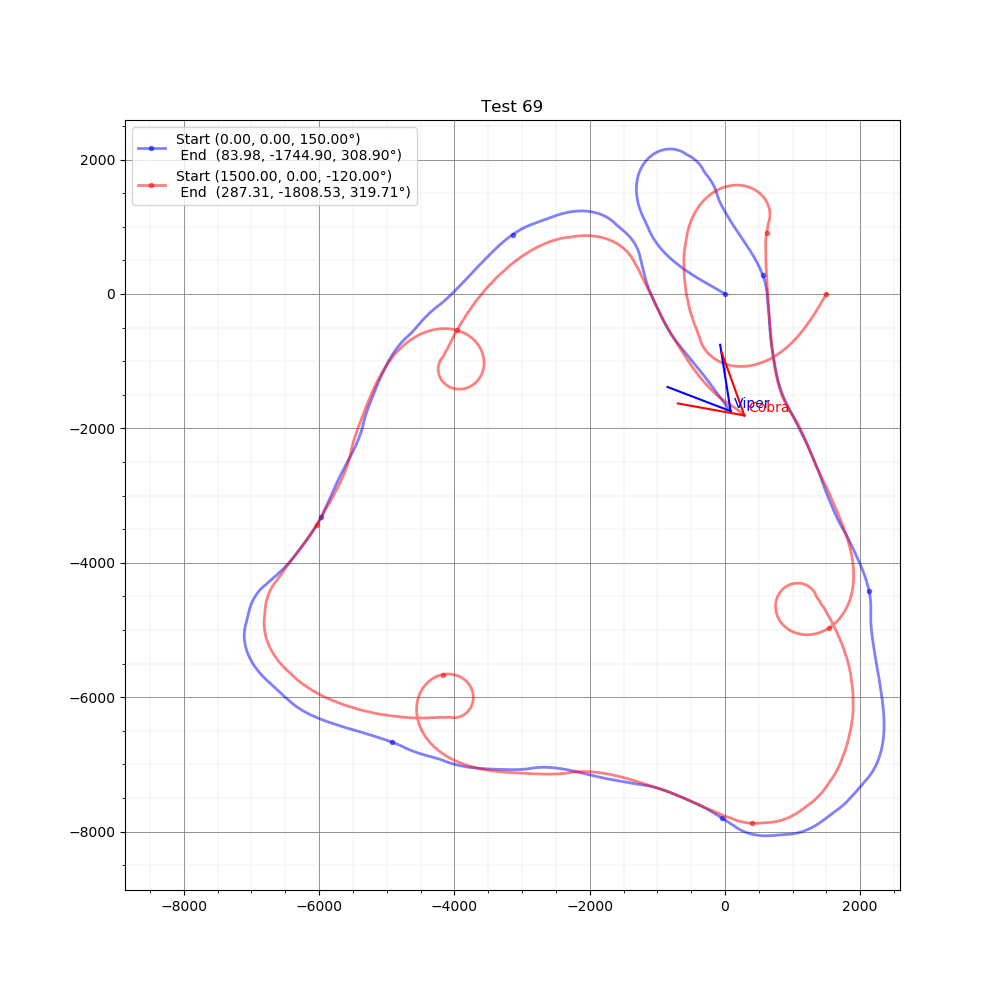 Test 69
Start (0.00, 0.00, 150.00°)
End (83.98, -1744.90, 308.90°)
Start (1500.00, 0.00, -120.00°)
End (287.31, -1808.53, 319.71°)
2000
0
−2000
−4000
−6000
−8000
Viper
Cobra
−8000 −6000 −4000 −2000 0 2000